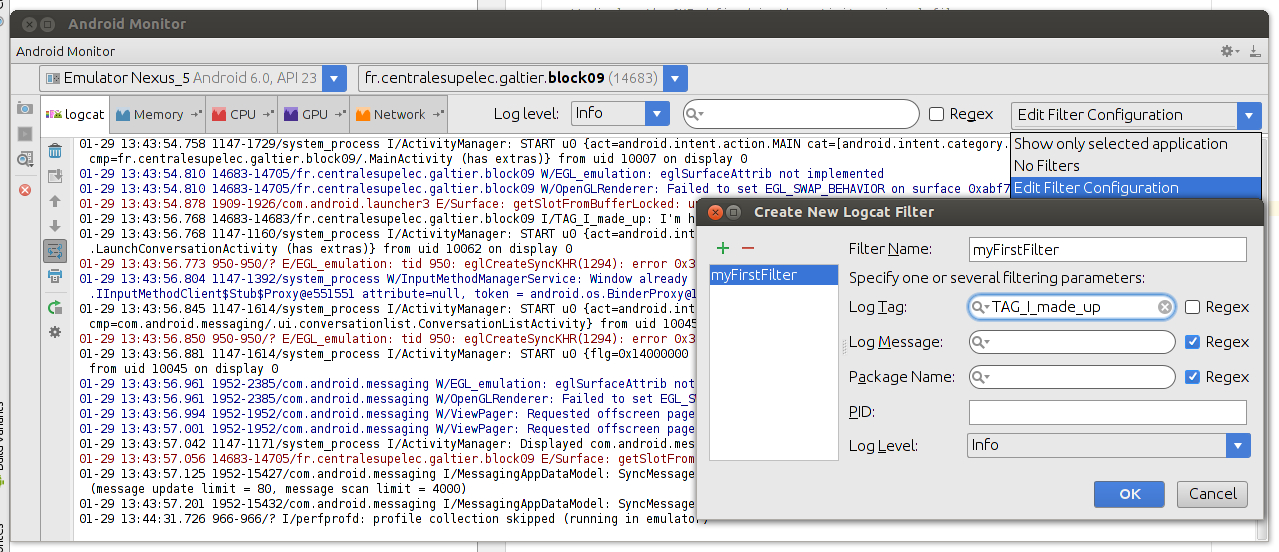 Android Monitor
Android Monitor
Emulator Nexus_5 Android 6.0, API 23 fr.centralesupelec.galtier.block09 (14683)
logcat Memory CPU GPU Network Log level: Info Regex Edit Filter Configuration
Show only selected application
No Filters
Edit Filter Configuration
01-29 13:43:54.758 1147-1729/system_process I/ActivityManager: START u0 {act=android.intent.action.MAIN cat=[android.intent.category.
cmp=fr.centralesupelec.galtier.block09/.MainActivity (has extras)} from uid 10007 on display 0
01-29 13:43:54.810 14683-14705/fr.centralesupelec.galtier.block09 W/EGL_emulation: eglSurfaceAttrib not implemented
01-29 13:43:54.810 14683-14705/fr.centralesupelec.galtier.block09 W/OpenGLRenderer: Failed to set EGL_SWAP_BEHAVIOR on surface 0xabf7
01-29 13:43:54.878 1909-1926/com.android.launcher3 E/Surface: getSlotFromBufferLocked: u
01-29 13:43:56.768 14683-14683/fr.centralesupelec.galtier.block09 I/TAG_I_made_up: I'm h
01-29 13:43:56.768 1147-1160/system_process I/ActivityManager: START u0 {act=android.int
.LaunchConversationActivity (has extras)} from uid 10062 on display 0
01-29 13:43:56.773 950-950/? E/EGL_emulation: tid 950: eglCreateSyncKHR(1294): error 0x3
01-29 13:43:56.804 1147-1392/system_process W/InputMethodManagerService: Window already
.IInputMethodClient$Stub$Proxy@e551551 attribute=null, token = android.os.BinderProxy@1
01-29 13:43:56.845 1147-1614/system_process I/ActivityManager: START u0 {act=android.int
cmp=com.android.messaging/.ui.conversationlist.ConversationListActivity} from uid 10045
01-29 13:43:56.850 950-950/? E/EGL_emulation: tid 950: eglCreateSyncKHR(1294): error 0x3
01-29 13:43:56.881 1147-1614/system_process I/ActivityManager: START u0 {flg=0x14000000
from uid 10045 on display 0
01-29 13:43:56.961 1952-2385/com.android.messaging W/EGL_emulation: eglSurfaceAttrib not
01-29 13:43:56.961 1952-2385/com.android.messaging W/OpenGLRenderer: Failed to set EGL_SW
01-29 13:43:56.994 1952-1952/com.android.messaging W/ViewPager: Requested offscreen page
01-29 13:43:57.001 1952-1952/com.android.messaging W/ViewPager: Requested offscreen page
01-29 13:43:57.042 1147-1171/system_process I/ActivityManager: Displayed com.android.mess
01-29 13:43:57.056 14683-14705/fr.centralesupelec.galtier.block09 E/Surface: getSlotFrom
01-29 13:43:57.125 1952-15427/com.android.messaging I/MessagingAppDataModel: SyncMessage
(message update limit = 80, message scan limit = 4000)
01-29 13:43:57.201 1952-15432/com.android.messaging I/MessagingAppDataModel: SyncMessage
01-29 13:44:31.726 966-966/? I/perfprofd: profile collection skipped (running in emulator)
Create New Logcat Filter
myFirstFilter
Filter Name: myFirstFilter
Specify one or several filtering parameters:
Log Tag: TAG_I_made_up Regex
Log Message: Regex
Package Name: Regex
PID:
Log Level: Info
OK Cancel